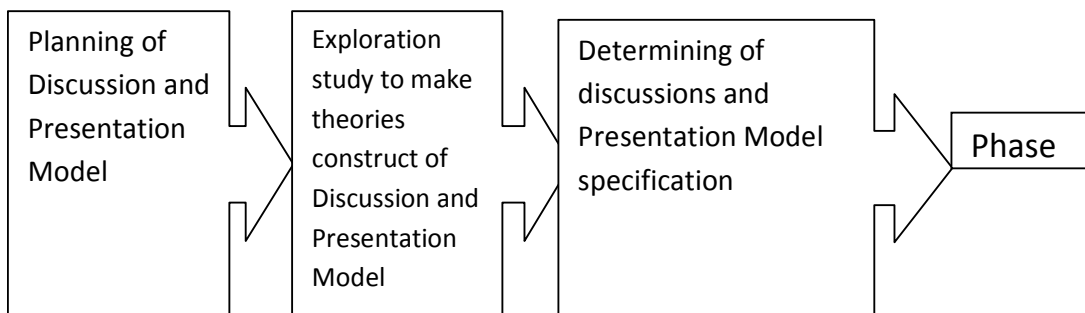 Planning of
Discussion and
Presentation
Model
Exploration
study to make
theories
construct of
Discussion and
Presentation
Model
Determining of
discussions and
Presentation Model
specification
Phase